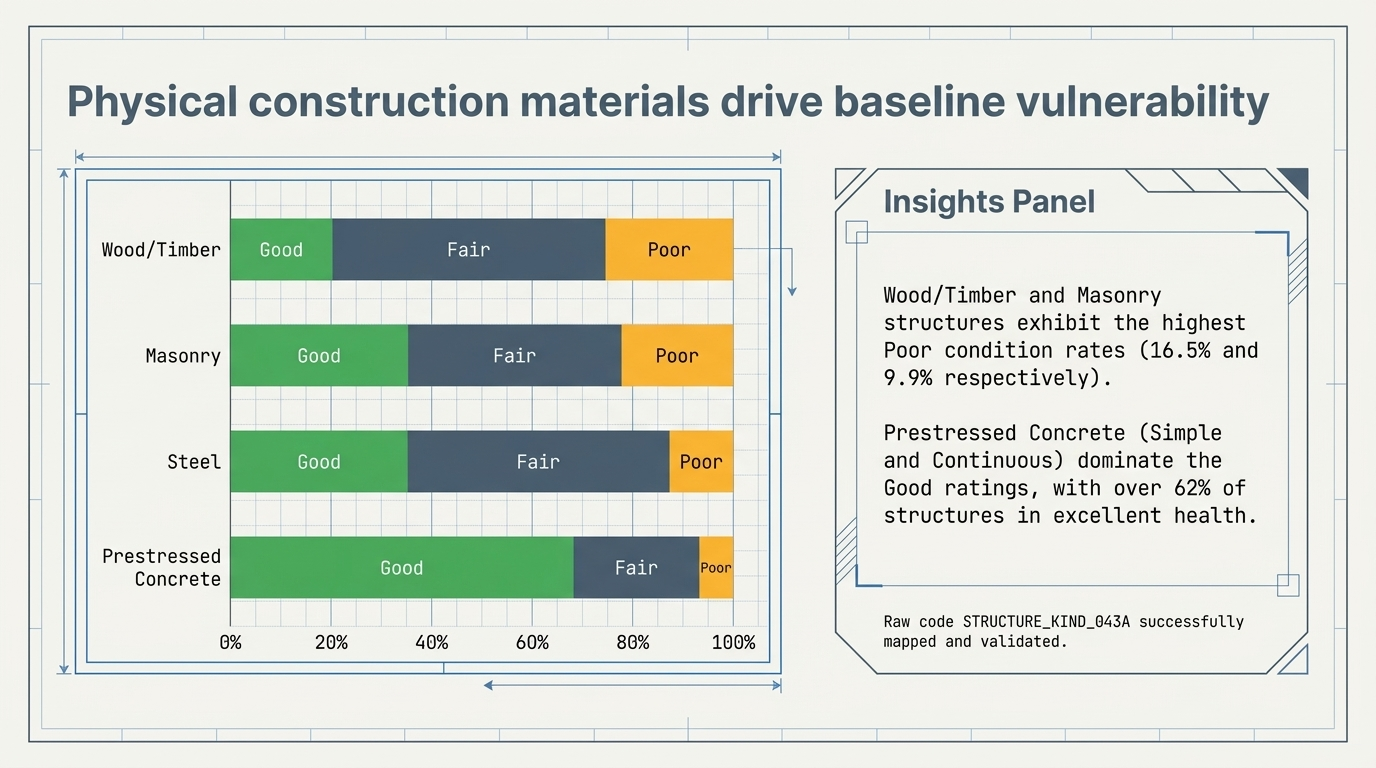 Physical construction materials drive baseline vulnerability
Wood/Timber
Good
Fair
Poor
Masonry
Good
Fair
Poor
Steel
Good
Fair
Poor
Prestressed
Concrete
Good
Fair
Poor
0%
20%
40%
60%
80%
100%
Insights Panel
Wood/Timber and Masonry
structures exhibit the highest
Poor condition rates (16.5% and
9.9% respectively).
Prestressed Concrete (Simple
and Continuous) dominate the
Good ratings, with over 62% of
structures in excellent health.
Raw code STRUCTURE_KIND_043A successfully
mapped and validated.